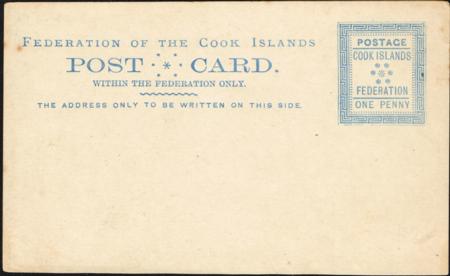 FEDERATION OF THE COOK ISLANDS
POST CARD.
WITHIN THE FEDERATION ONLY.
THE ADDRESS ONLY TO BE WRITTEN ON THIS SIDE.
POSTAGE
COOK ISLANDS
FEDERATION
ONE PENNY